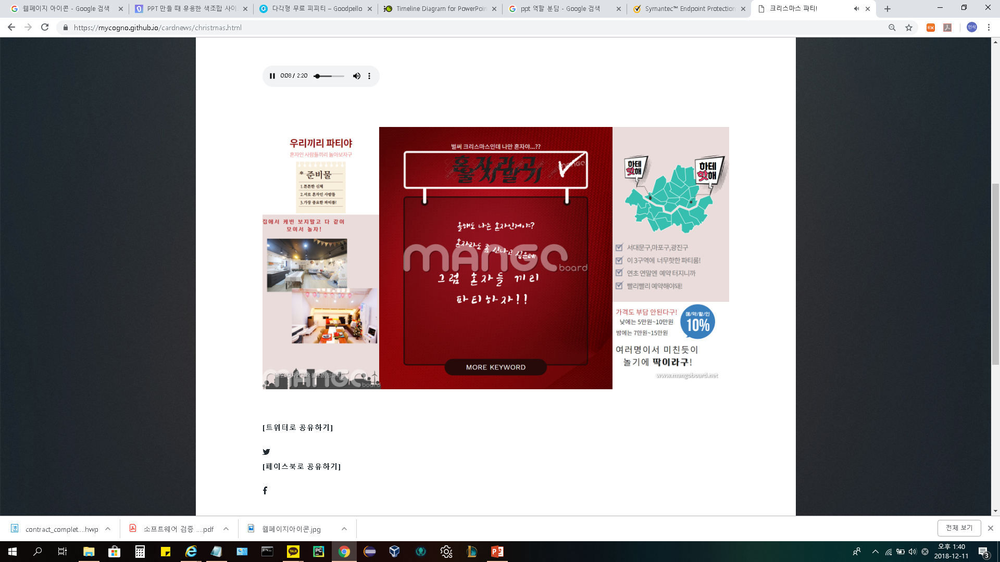 웹페이지 아이콘 - Google 검색
PPT 만들 때 유용한 색조합 사이
다각형 무료 피피티 – Goodpello
Timeline Diagram for PowerPoin
ppt 역할 분담 - Google 검색
Symantec™ Endpoint Protection
크리스마스 파티!
https://mycogno.github.io/cardnews/christmas.html
민석
0:08 / 2:20
우리끼리 파티야
혼자인 사람들끼리 놀아보자구
* 준비물
1.튼튼한 신체
2.서로 혼자인 사람들
3.가장 중요한 파티룸!
집에서 케빈 보지말고 다 같이
모여서 놀자!
mango board
벌써 크리스마스인데 나만 혼자야...??
혼자라고
올해도 나는 혼자인거야?
혼자라도 좀 신나고 싶은데
mango board
그럼 혼자들 끼리
파티하자!!
MORE KEYWORD
하테
핫해
하테
핫해
서대문구,마포구,광진구
이 3구역에 너무핫한 파티룸!
연초 연말엔 예약 터지니까
빨리빨리 예약해야돼!
가격도 부담 안된다구!
낮에는 5만원~10만원
밤에는 7만원~15만원
예/약/할/인
10%
여러명이서 미친듯이
놀기에 딱이라구!
www.mangoboard.net
[트위터로 공유하기]
[페이스북로 공유하기]
contract_complet....hwp
소프트웨어 검증 ....pdf
웹페이지아이콘.jpg
전체 보기
TALK
오후 1:40
2018-12-11
3